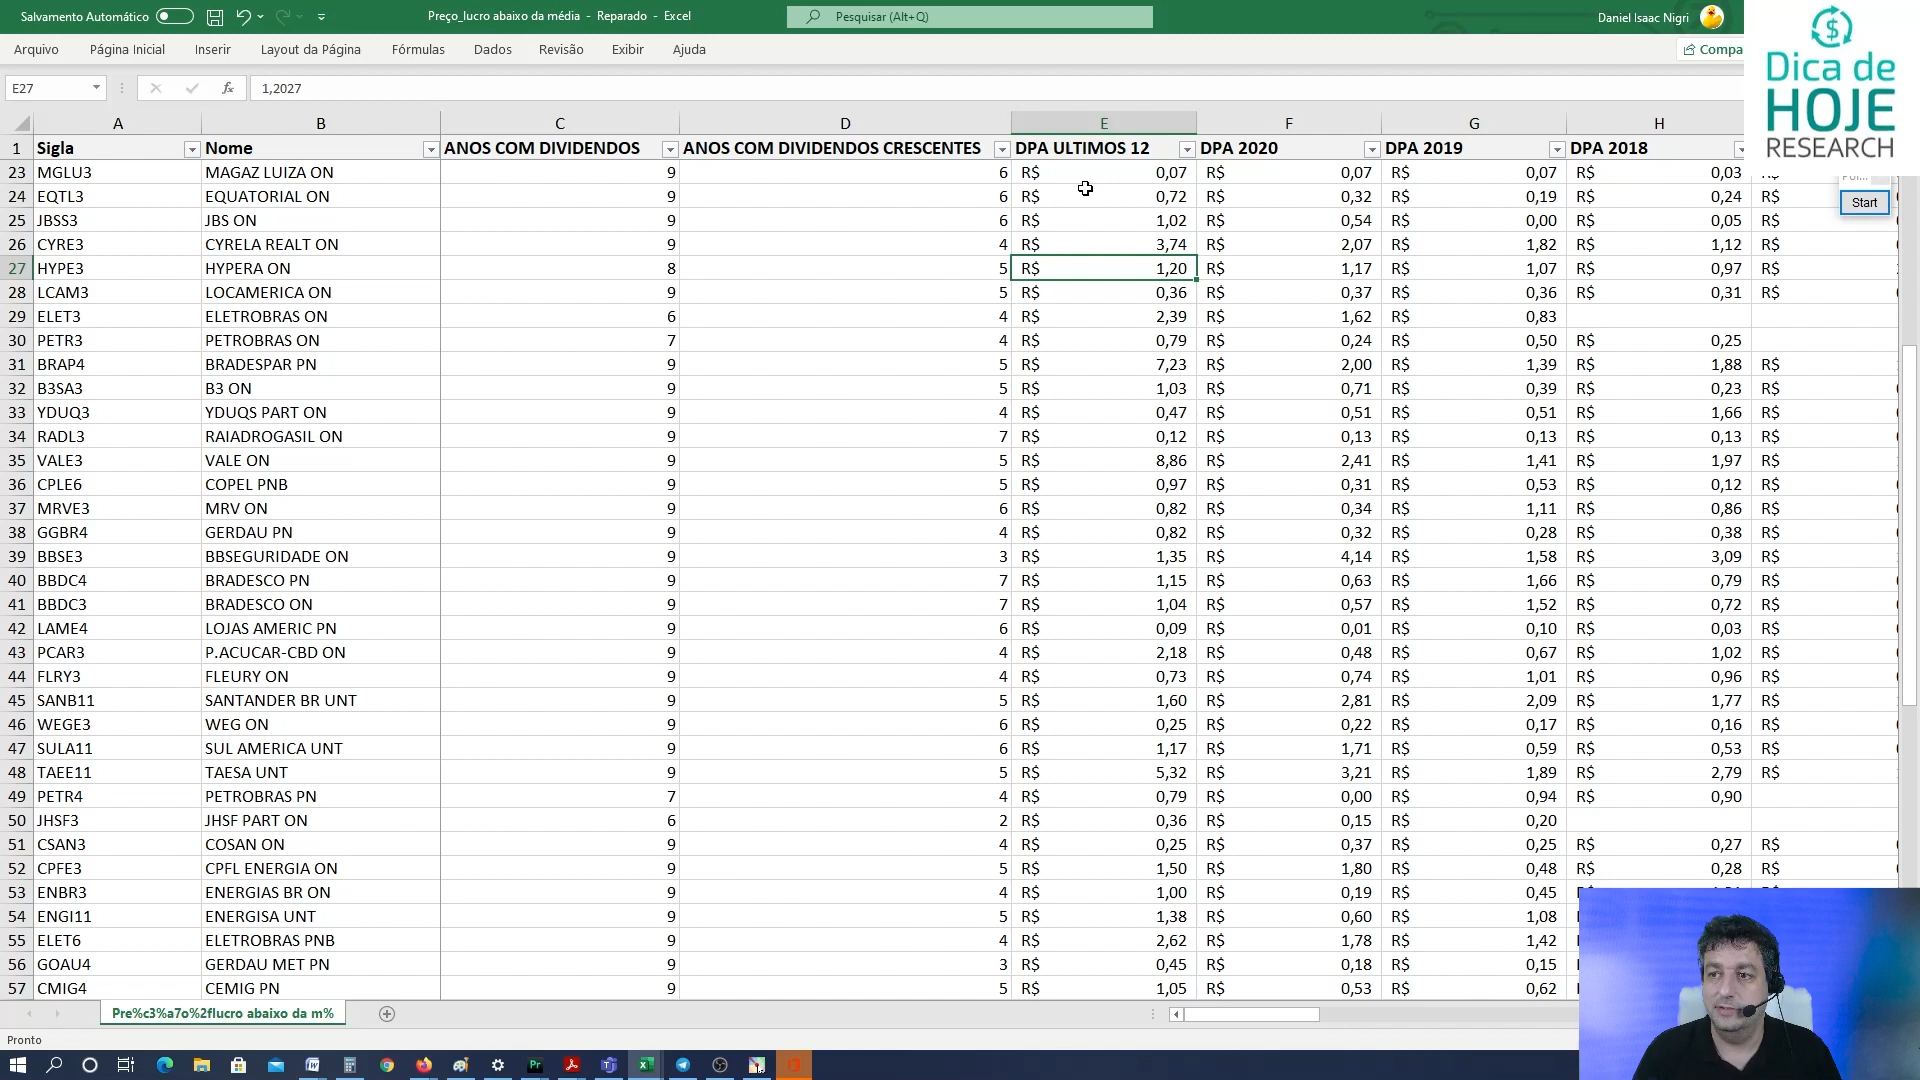 Salvamento Automático
Preço_lucro abaixo da média - Reparado - Excel
Pesquisar (Alt+Q)
Daniel Isaac Nigri
Arquivo Página Inicial Inserir Layout da Página Fórmulas Dados Revisão Exibir Ajuda
Compa
Dica de
HOJE
RESEARCH
Start
E27 fx 1,2027
A B C D E F G H
1 Sigla Nome ANOS COM DIVIDENDOS ANOS COM DIVIDENDOS CRESCENTES DPA ULTIMOS 12 DPA 2020 DPA 2019 DPA 2018
23 MGLU3 MAGAZ LUIZA ON 9 6 R$ 0,07 R$ 0,07 R$ 0,07 R$ 0,03
24 EQTL3 EQUATORIAL ON 9 6 R$ 0,72 R$ 0,32 R$ 0,19 R$ 0,24 R$
25 JBSS3 JBS ON 9 6 R$ 1,02 R$ 0,54 R$ 0,00 R$ 0,05 R$
26 CYRE3 CYRELA REALT ON 9 4 R$ 3,74 R$ 2,07 R$ 1,82 R$ 1,12 R$
27 HYPE3 HYPERA ON 8 5 R$ 1,20 R$ 1,17 R$ 1,07 R$ 0,97 R$
28 LCAM3 LOCAMERICA ON 9 5 R$ 0,36 R$ 0,37 R$ 0,36 R$ 0,31 R$
29 ELET3 ELETROBRAS ON 6 4 R$ 2,39 R$ 1,62 R$ 0,83
30 PETR3 PETROBRAS ON 7 4 R$ 0,79 R$ 0,24 R$ 0,50 R$ 0,25
31 BRAP4 BRADESPAR PN 9 5 R$ 7,23 R$ 2,00 R$ 1,39 R$ 1,88 R$
32 B3SA3 B3 ON 9 5 R$ 1,03 R$ 0,71 R$ 0,39 R$ 0,23 R$
33 YDUQ3 YDUQS PART ON 9 4 R$ 0,47 R$ 0,51 R$ 0,51 R$ 1,66 R$
34 RADL3 RAIADROGASIL ON 9 7 R$ 0,12 R$ 0,13 R$ 0,13 R$ 0,13 R$
35 VALE3 VALE ON 9 5 R$ 8,86 R$ 2,41 R$ 1,41 R$ 1,97 R$
36 CPLE6 COPEL PNB 9 5 R$ 0,97 R$ 0,31 R$ 0,53 R$ 0,12 R$
37 MRVE3 MRV ON 9 6 R$ 0,82 R$ 0,34 R$ 1,11 R$ 0,86 R$
38 GGBR4 GERDAU PN 9 4 R$ 0,82 R$ 0,32 R$ 0,28 R$ 0,38 R$
39 BBSE3 BBSEGURIDADE ON 9 3 R$ 1,35 R$ 4,14 R$ 1,58 R$ 3,09 R$
40 BBDC4 BRADESCO PN 9 7 R$ 1,15 R$ 0,63 R$ 1,66 R$ 0,79 R$
41 BBDC3 BRADESCO ON 9 7 R$ 1,04 R$ 0,57 R$ 1,52 R$ 0,72 R$
42 LAME4 LOJAS AMERIC PN 9 6 R$ 0,09 R$ 0,01 R$ 0,10 R$ 0,03 R$
43 PCAR3 P.ACUCAR-CBD ON 9 4 R$ 2,18 R$ 0,48 R$ 0,67 R$ 1,02 R$
44 FLRY3 FLEURY ON 9 4 R$ 0,73 R$ 0,74 R$ 1,01 R$ 0,96 R$
45 SANB11 SANTANDER BR UNT 9 5 R$ 1,60 R$ 2,81 R$ 2,09 R$ 1,77 R$
46 WEGE3 WEG ON 9 6 R$ 0,25 R$ 0,22 R$ 0,17 R$ 0,16 R$
47 SULA11 SUL AMERICA UNT 9 6 R$ 1,17 R$ 1,71 R$ 0,59 R$ 0,53 R$
48 TAEE11 TAESA UNT 9 5 R$ 5,32 R$ 3,21 R$ 1,89 R$ 2,79 R$
49 PETR4 PETROBRAS PN 7 4 R$ 0,79 R$ 0,00 R$ 0,94 R$ 0,90
50 JHSF3 JHSF PART ON 6 2 R$ 0,36 R$ 0,15 R$ 0,20
51 CSAN3 COSAN ON 9 4 R$ 0,25 R$ 0,37 R$ 0,25 R$ 0,27 R$
52 CPFE3 CPFL ENERGIA ON 9 5 R$ 1,50 R$ 1,80 R$ 0,48 R$ 0,28 R$
53 ENBR3 ENERGIAS BR ON 9 4 R$ 1,00 R$ 0,19 R$ 0,45
54 ENGI11 ENERGISA UNT 9 5 R$ 1,38 R$ 0,60 R$ 1,08
55 ELET6 ELETROBRAS PNB 9 4 R$ 2,62 R$ 1,78 R$ 1,42
56 GOAU4 GERDAU MET PN 9 3 R$ 0,45 R$ 0,18 R$ 0,15
57 CMIG4 CEMIG PN 9 5 R$ 1,05 R$ 0,53 R$ 0,62
Pre%c3%a7o%2flucro abaixo da m%
Pronto